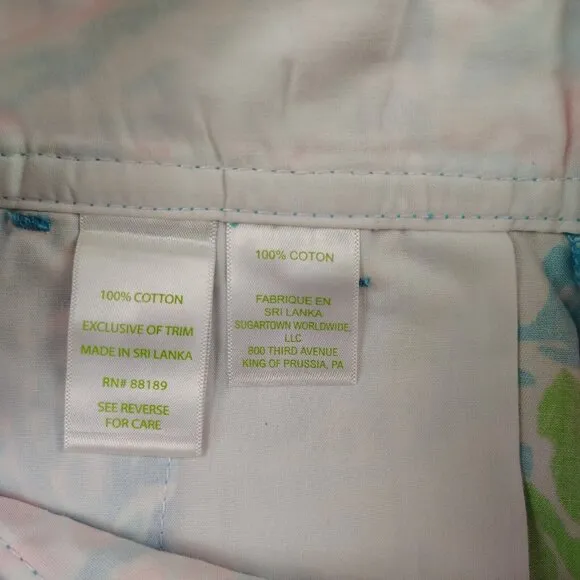 100% COTTON
EXCLUSIVE OF TRIM
MADE IN SRI LANKA
RN# 88189
SEE REVERSE
FOR CARE
100% COTON
FABRIQUE EN
SRI LANKA
SUGARTOWN WORLDWIDE,
LLC
800 THIRD AVENUE
KING OF PRUSSIA, PA